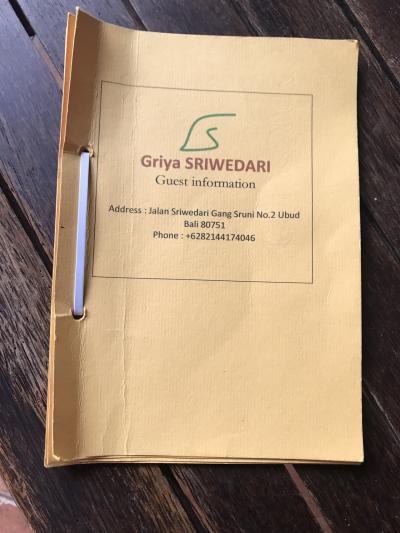 Griya SRIWEDARI
Guest information
Address : Jalan Sriwedari Gang Sruni No.2 Ubud
Bali 80751
Phone : +6282144174046